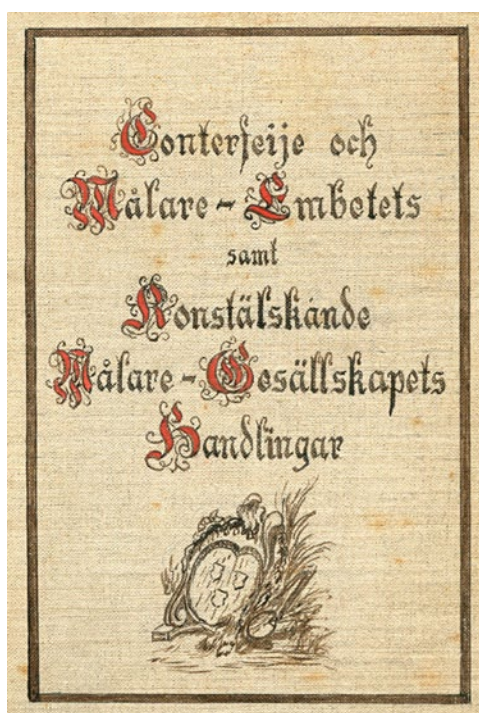 Conterfeije och
Målare - Embetets
samt
Konstälskande
Målare - Gesällskapets
Handlingar